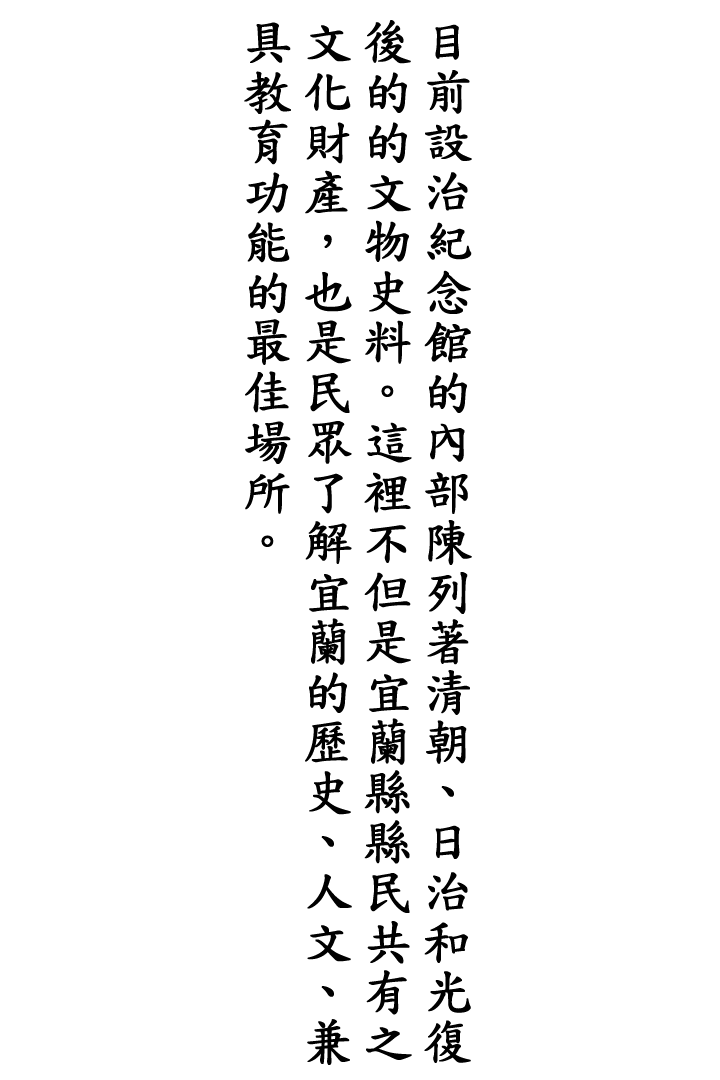 目前設治紀念館的內部陳列著清朝、日治和光復
後的的文物史料。這裡不但是宜蘭縣縣民共有之
文化財產，也是民眾了解宜蘭的歷史、人文、兼
具教育功能的最佳場所。